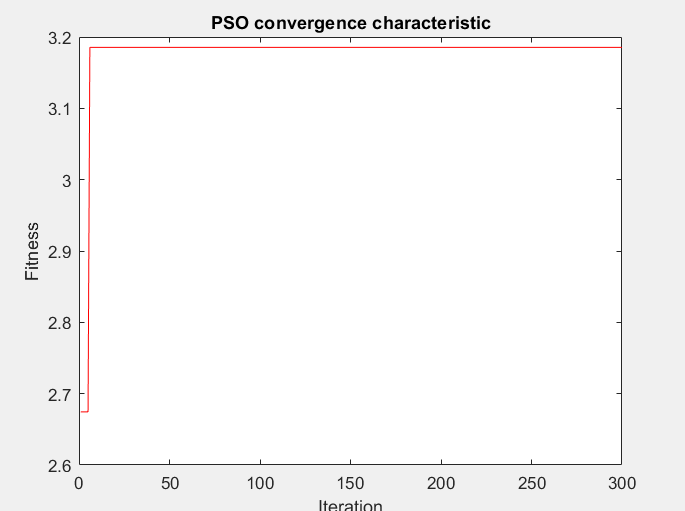 PSO convergence characteristic
3.2
3.1
3
2.9
2.8
2.7
2.6
Fitness
0 50 100 150 200 250 300
Iteration